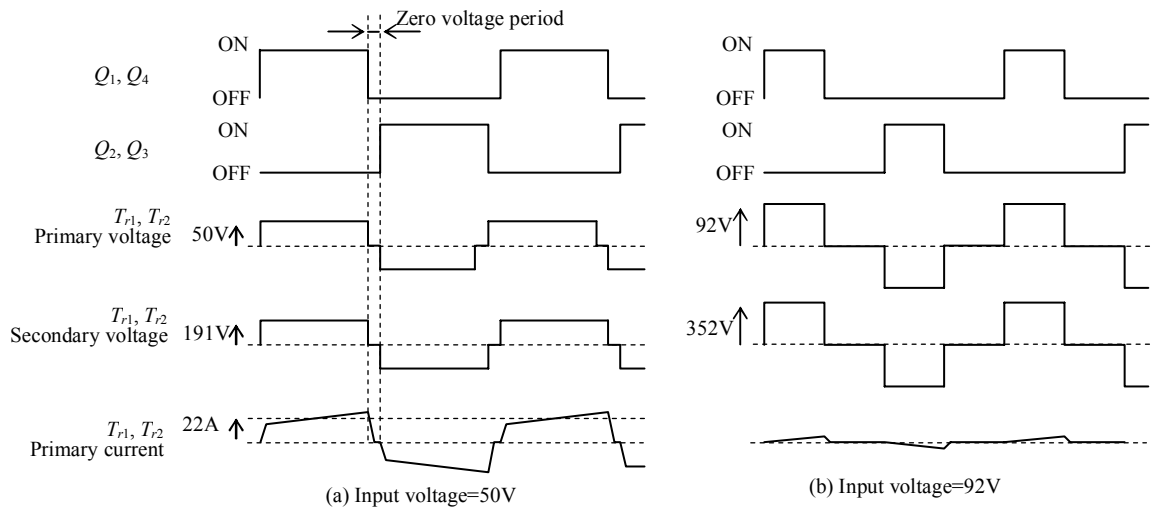 Zero voltage period
ON
Q1, Q4
OFF
ON
Q2, Q3
OFF
Tr1, Tr2
Primary voltage
50V
Tr1, Tr2
Secondary voltage
191V
Tr1, Tr2
Primary current
22A
(a) Input voltage=50V
ON
OFF
ON
OFF
92V
352V
(b) Input voltage=92V